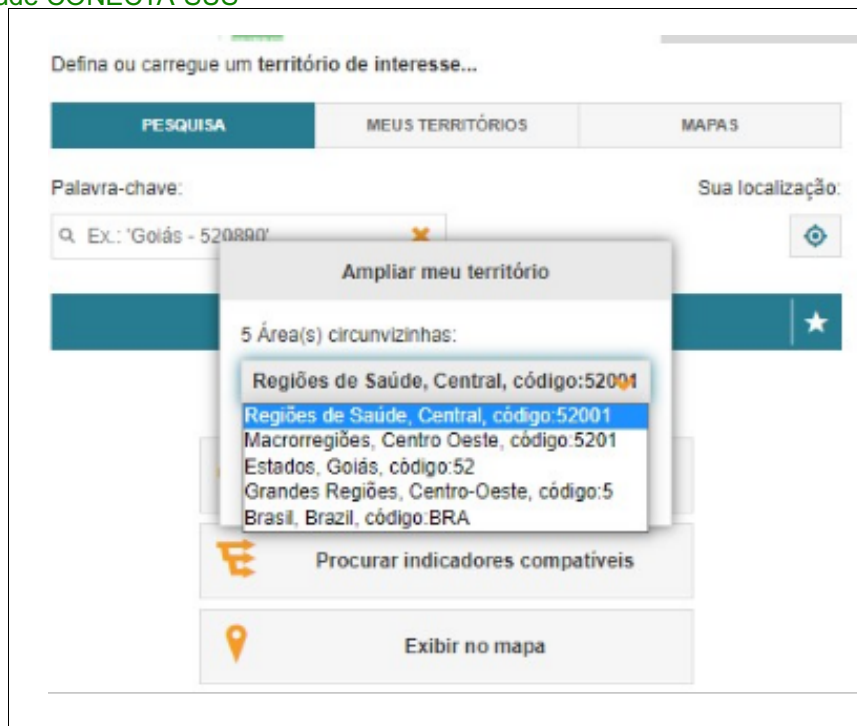 CONECTA SUS
Defina ou carregue um território de interesse...
PESQUISA MEUS TERRITÓRIOS MAPAS
Palavra-chave: Sua localização:
Ex.: 'Goiás - 520890'
Ampliar meu território
5 Área(s) circunvizinhas:
Regiões de Saúde, Central, código:52001
Regiões de Saúde, Central, código:52001
Macrorregiões, Centro Oeste, código:5201
Estados, Goiás, código:52
Grandes Regiões, Centro-Oeste, código:5
Brasil, Brazil, código:BRA
Procurar indicadores compatíveis
Exibir no mapa